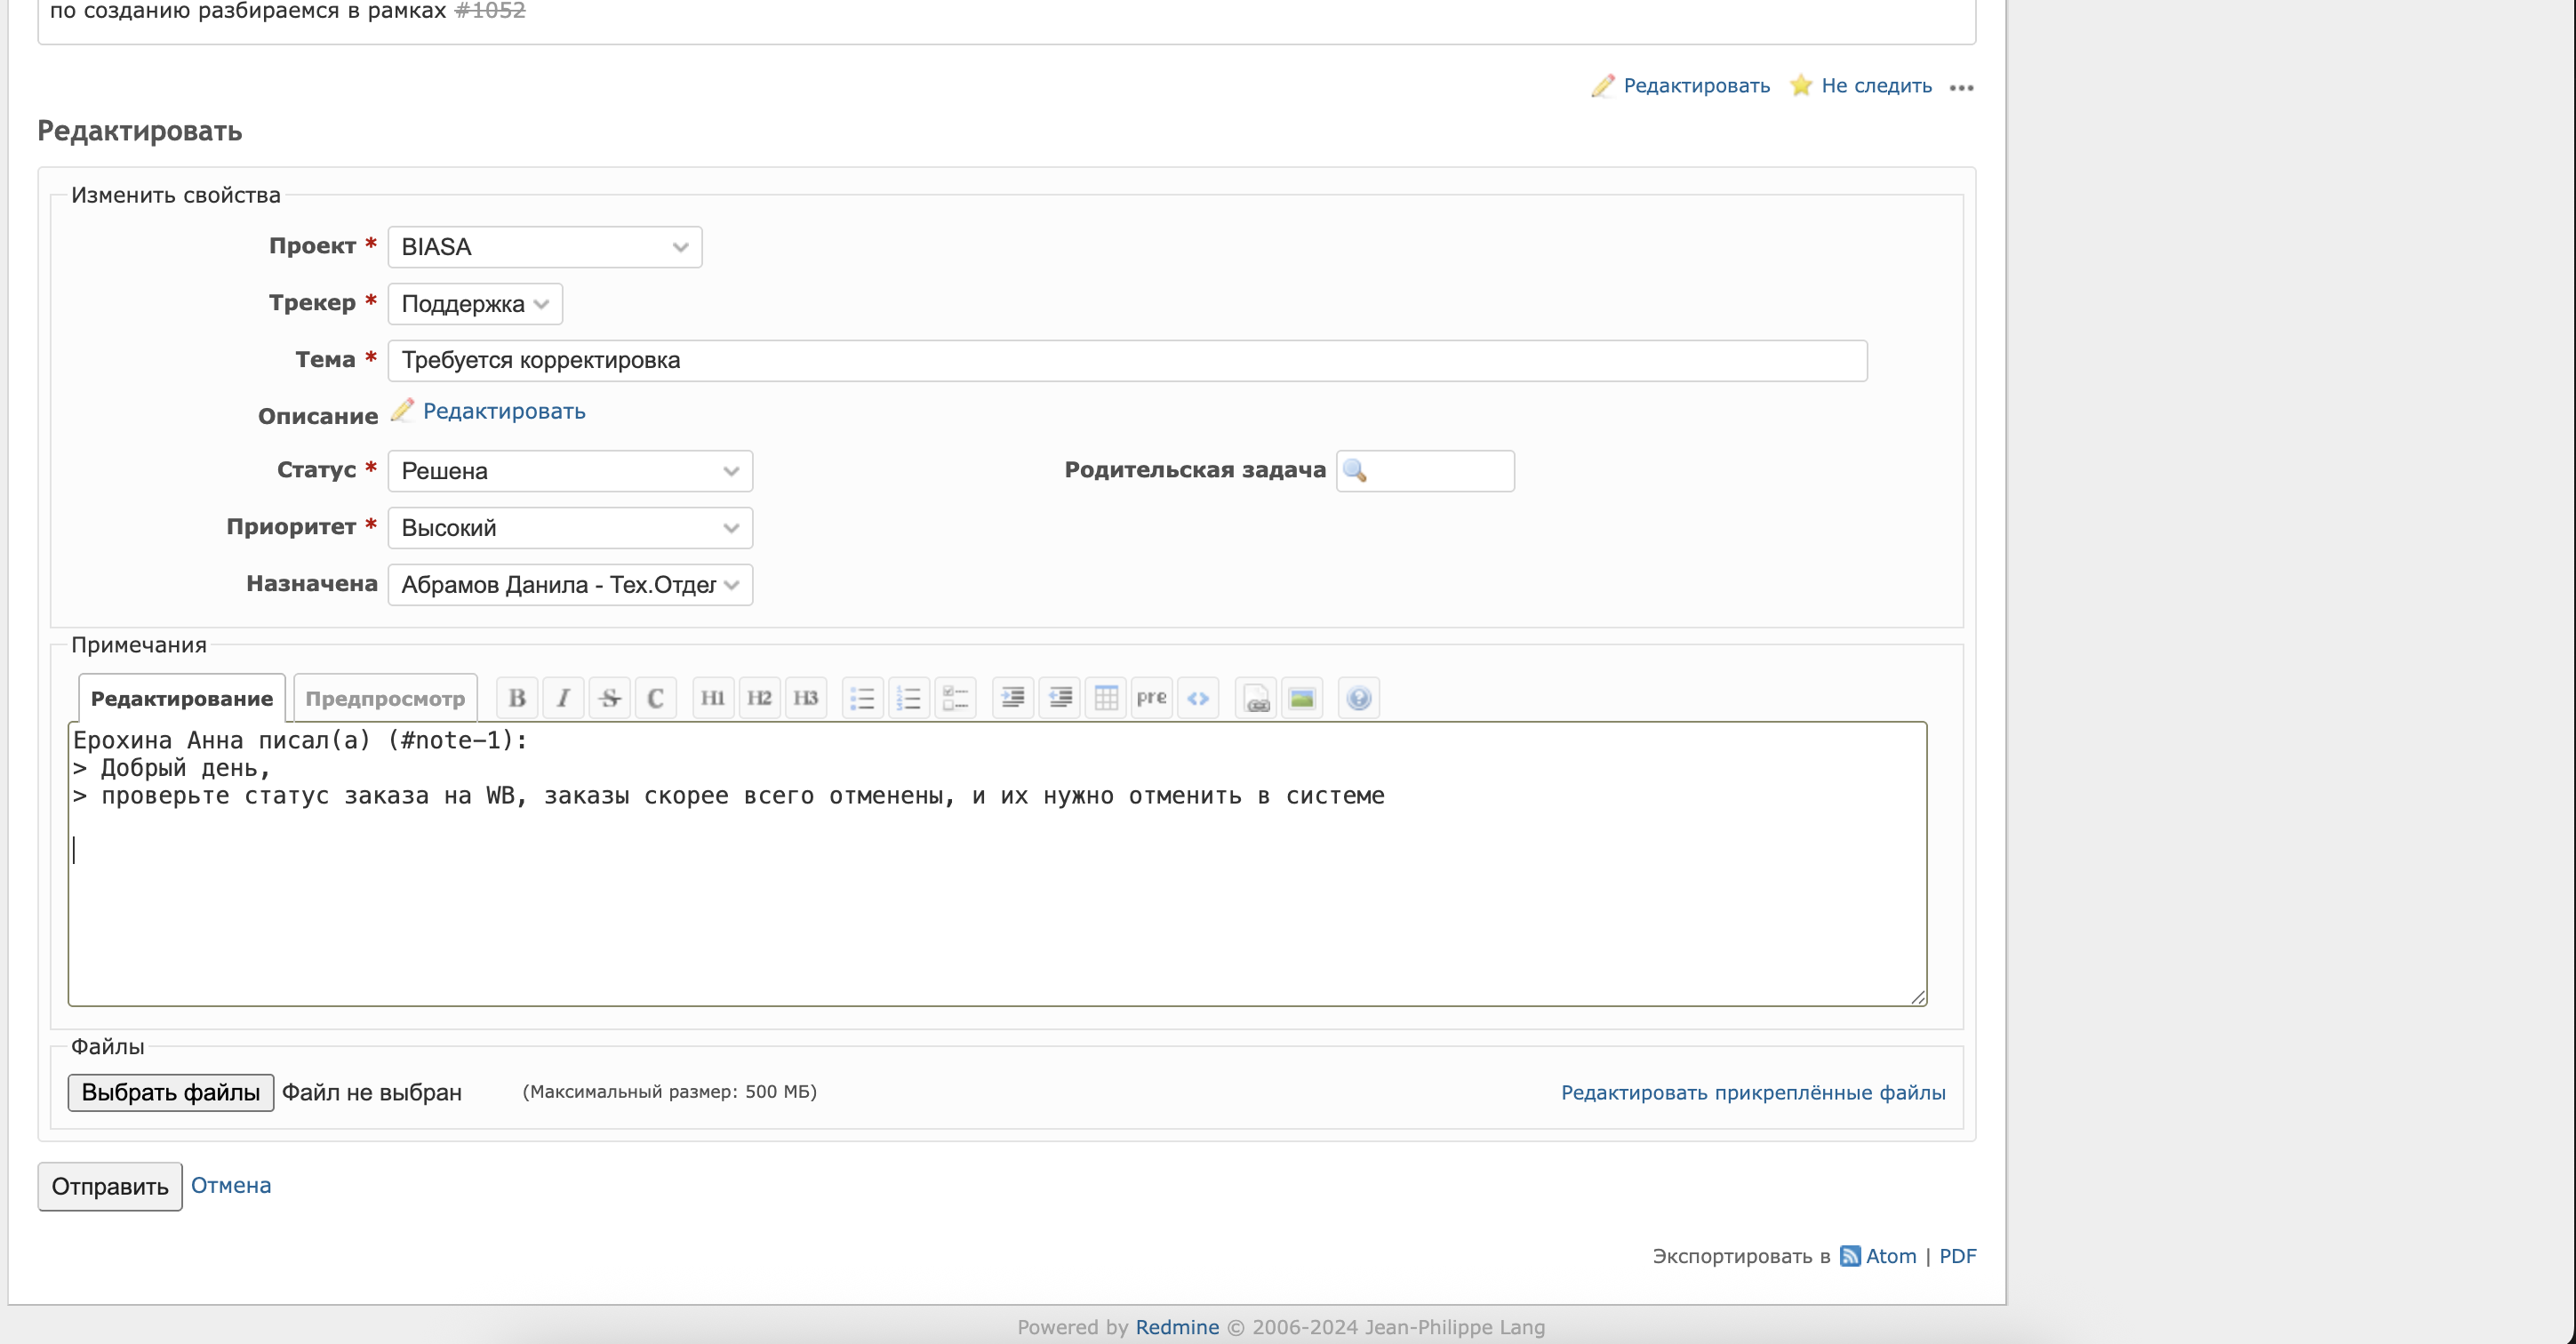 по созданию разбираемся в рамках #1052
Редактировать Не следить •••
Редактировать
Изменить свойства
Проект * BIASA
Трекер * Поддержка
Тема * Требуется корректировка
Описание Редактировать
Статус * Решена Родительская задача
Приоритет * Высокий
Назначена Абрамов Данила - Тех.Отдел
Примечания
Редактирование Предпросмотр B I S C H1 H2 H3 pre <> ?
Ерохина Анна писал(а) (#note-1):
> Добрый день,
> проверьте статус заказа на WB, заказы скорее всего отменены, и их нужно отменить в системе
Файлы
Выбрать файлы Файл не выбран (Максимальный размер: 500 МБ) Редактировать прикреплённые файлы
Отправить Отмена
Экспортировать в Atom | PDF
Powered by Redmine © 2006-2024 Jean-Philippe Lang